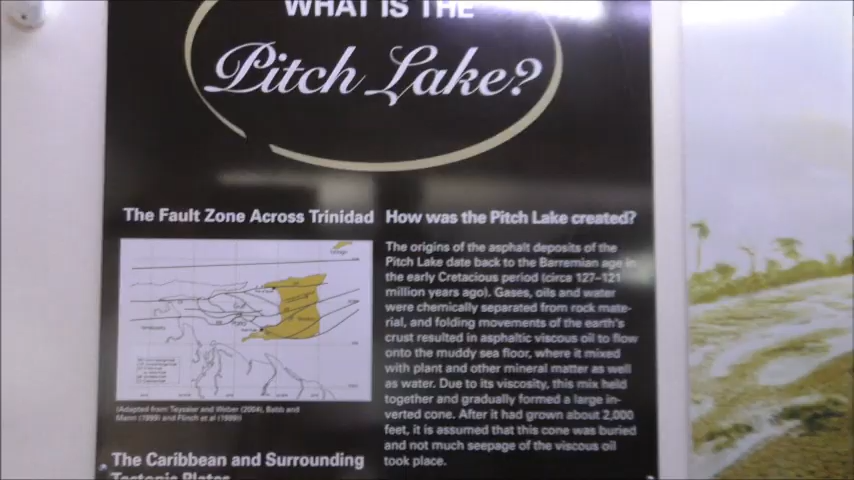 WHAT IS THE
Pitch Lake?
The Fault Zone Across Trinidad
(Adapted from Teyssier and Weber (2004), Babb and
Mann (1999) and Flinch et al (1999))
The Caribbean and Surrounding
Tectonic Plates
How was the Pitch Lake created?
The origins of the asphalt deposits of the
Pitch Lake date back to the Barremian age in
the early Cretacious period (circa 127–121
million years ago). Gases, oils and water
were chemically separated from rock mate-
rial, and folding movements of the earth's
crust resulted in asphaltic viscous oil to flow
onto the muddy sea floor, where it mixed
with plant and other mineral matter as well
as water. Due to its viscosity, this mix held
together and gradually formed a large in-
verted cone. After it had grown about 2,000
feet, it is assumed that this cone was buried
and not much seepage of the viscous oil
took place.